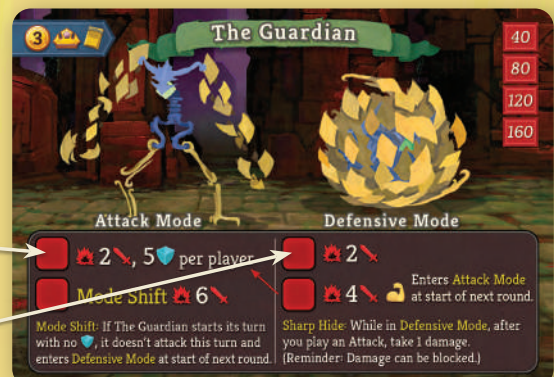 The Guardian
3
40
80
120
160
Attack Mode
Defensive Mode
2, 5 per player
2
Mode Shift 6
4 Enters Attack Mode
at start of next round.
Mode Shift: If The Guardian starts its turn
with no , it doesn't attack this turn and
enters Defensive Mode at start of next round.
Sharp Hide: While in Defensive Mode, after
you play an Attack, take 1 damage.
(Reminder: Damage can be blocked.)